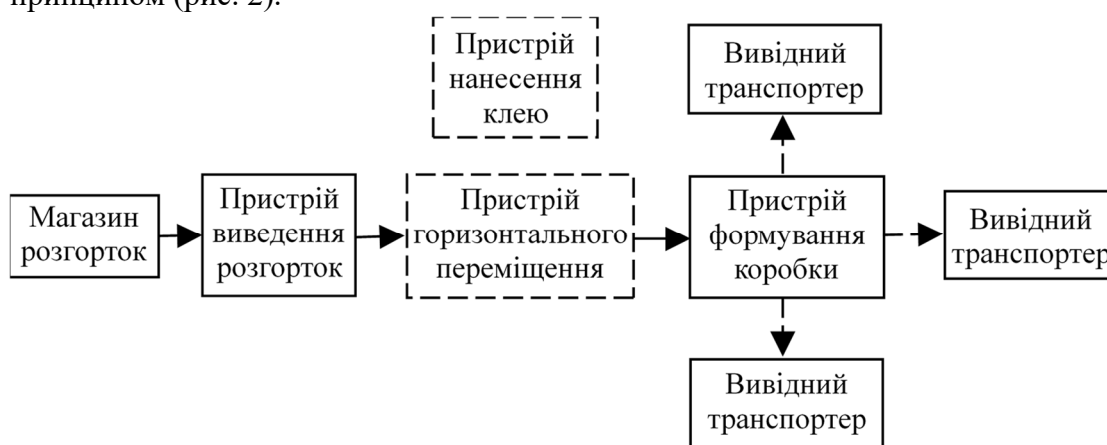 принципом (рис. 2).
Пристрій
нанесення
клею
Вивідний
транспортер
Магазин
розгорток
Пристрій
виведення
розгорток
Пристрій
горизонтального
переміщення
Пристрій
формування
коробки
Вивідний
транспортер
Вивідний
транспортер